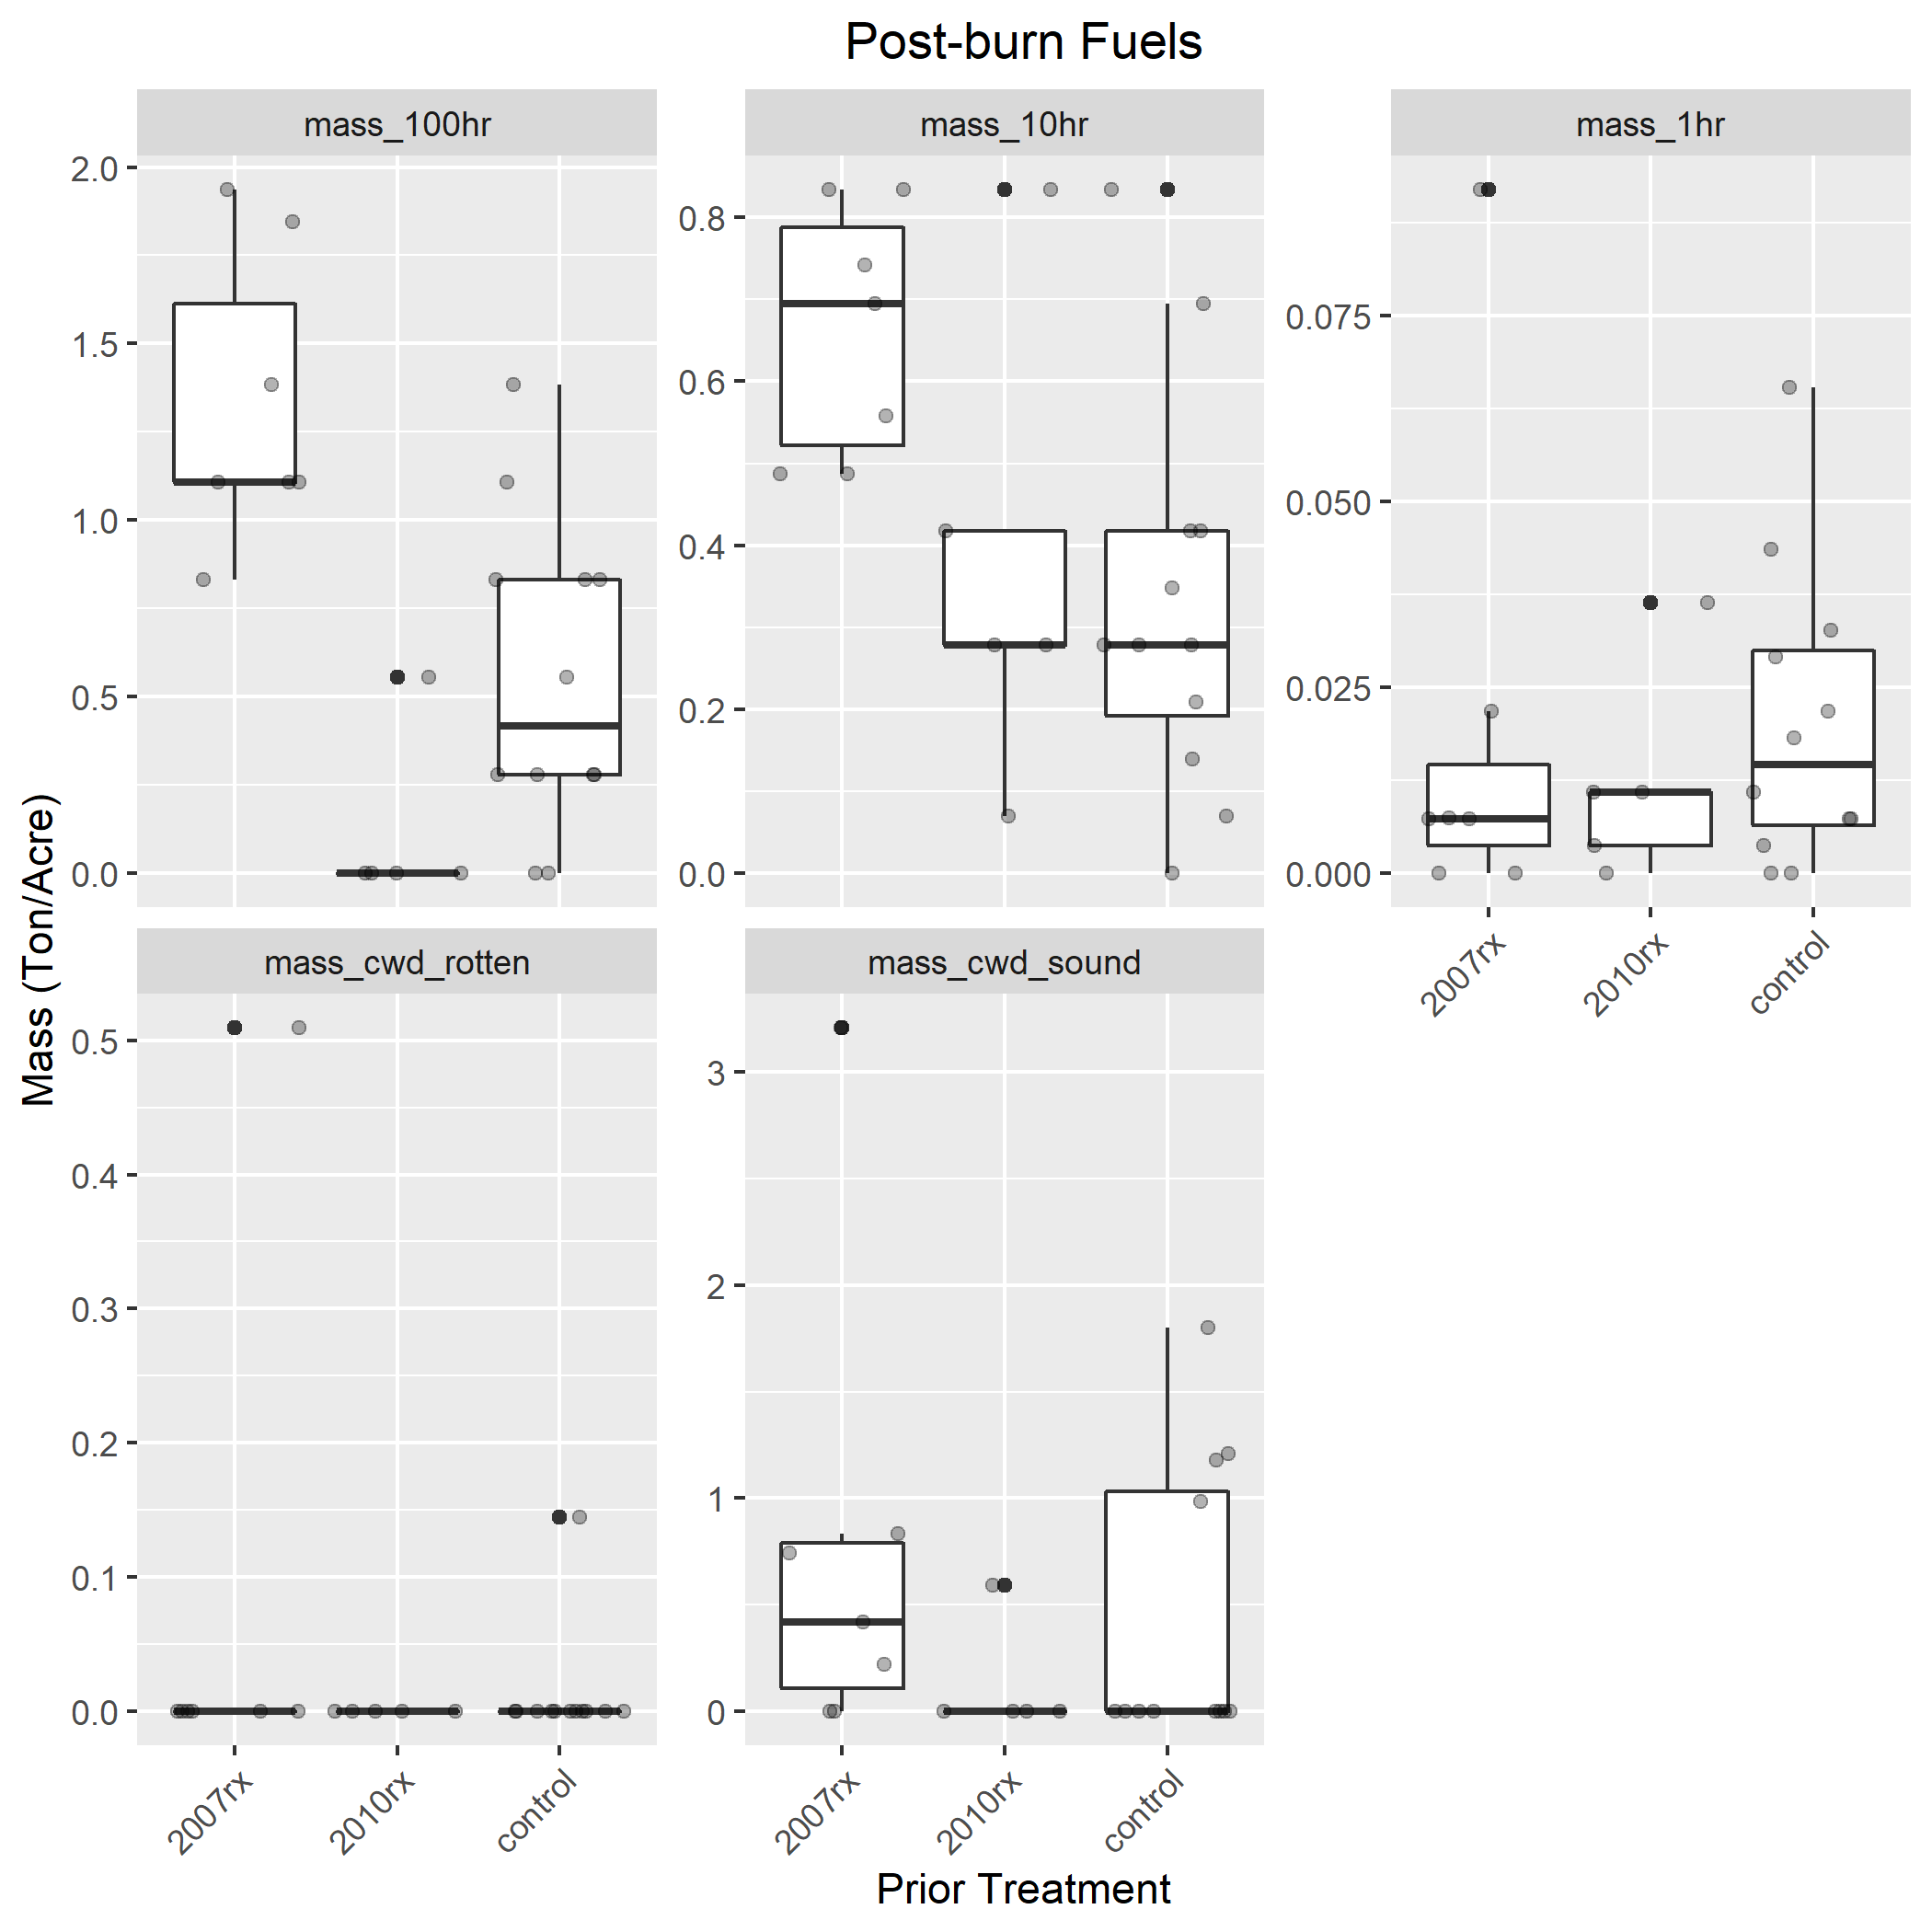 Post-burn Fuels
mass_100hr
mass_10hr
mass_1hr
2.0
1.5
1.0
0.5
0.0
0.8
0.6
0.4
0.2
0.0
0.075
0.050
0.025
0.000
2007rx
2010rx
control
Mass (Ton/Acre)
mass_cwd_rotten
mass_cwd_sound
0.5
0.4
0.3
0.2
0.1
0.0
3
2
1
0
2007rx
2010rx
control
2007rx
2010rx
control
Prior Treatment